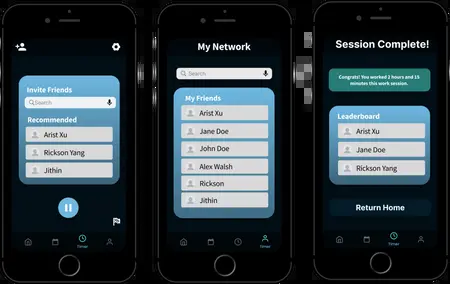 Invite Friends
Search
Recommended
Arist Xu
Rickson Yang
Jithin
Timer
My Network
Search
My Friends
Arist Xu
Jane Doe
John Doe
Alex Walsh
Rickson
Jithin
Timer
Session Complete!
Congrats! You worked 2 hours and 15
minutes this work session.
Leaderboard
Arist Xu
Jane Doe
Rickson Yang
Return Home
Timer